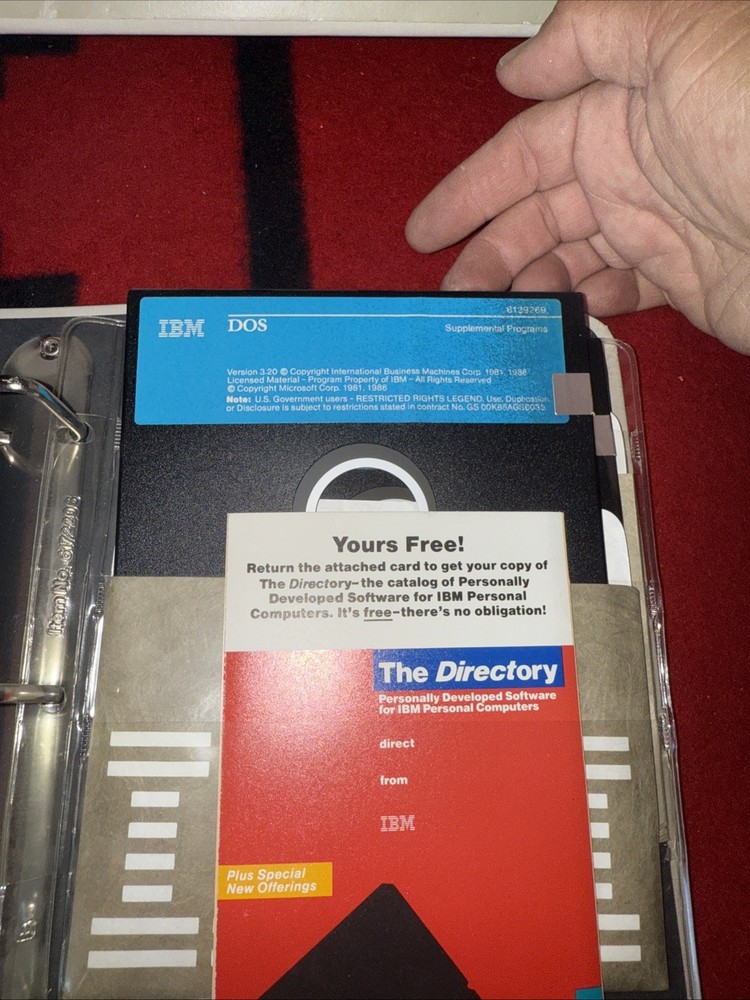 6139269
IBM DOS
Supplemental Programs
Version 3.20 © Copyright International Business Machines Corp. 1981, 1986
Licensed Material - Program Property of IBM - All Rights Reserved
© Copyright Microsoft Corp. 1981, 1986
Note: U.S. Government users - RESTRICTED RIGHTS LEGEND. Use, Duplication,
or Disclosure is subject to restrictions stated in contract No.
Yours Free!
Return the attached card to get your copy of
The Directory-the catalog of Personally
Developed Software for IBM Personal
Computers. It's free-there's no obligation!
The Directory
Personally Developed Software
for IBM Personal Computers
direct
from
IBM
Plus Special
New Offerings
Item No.